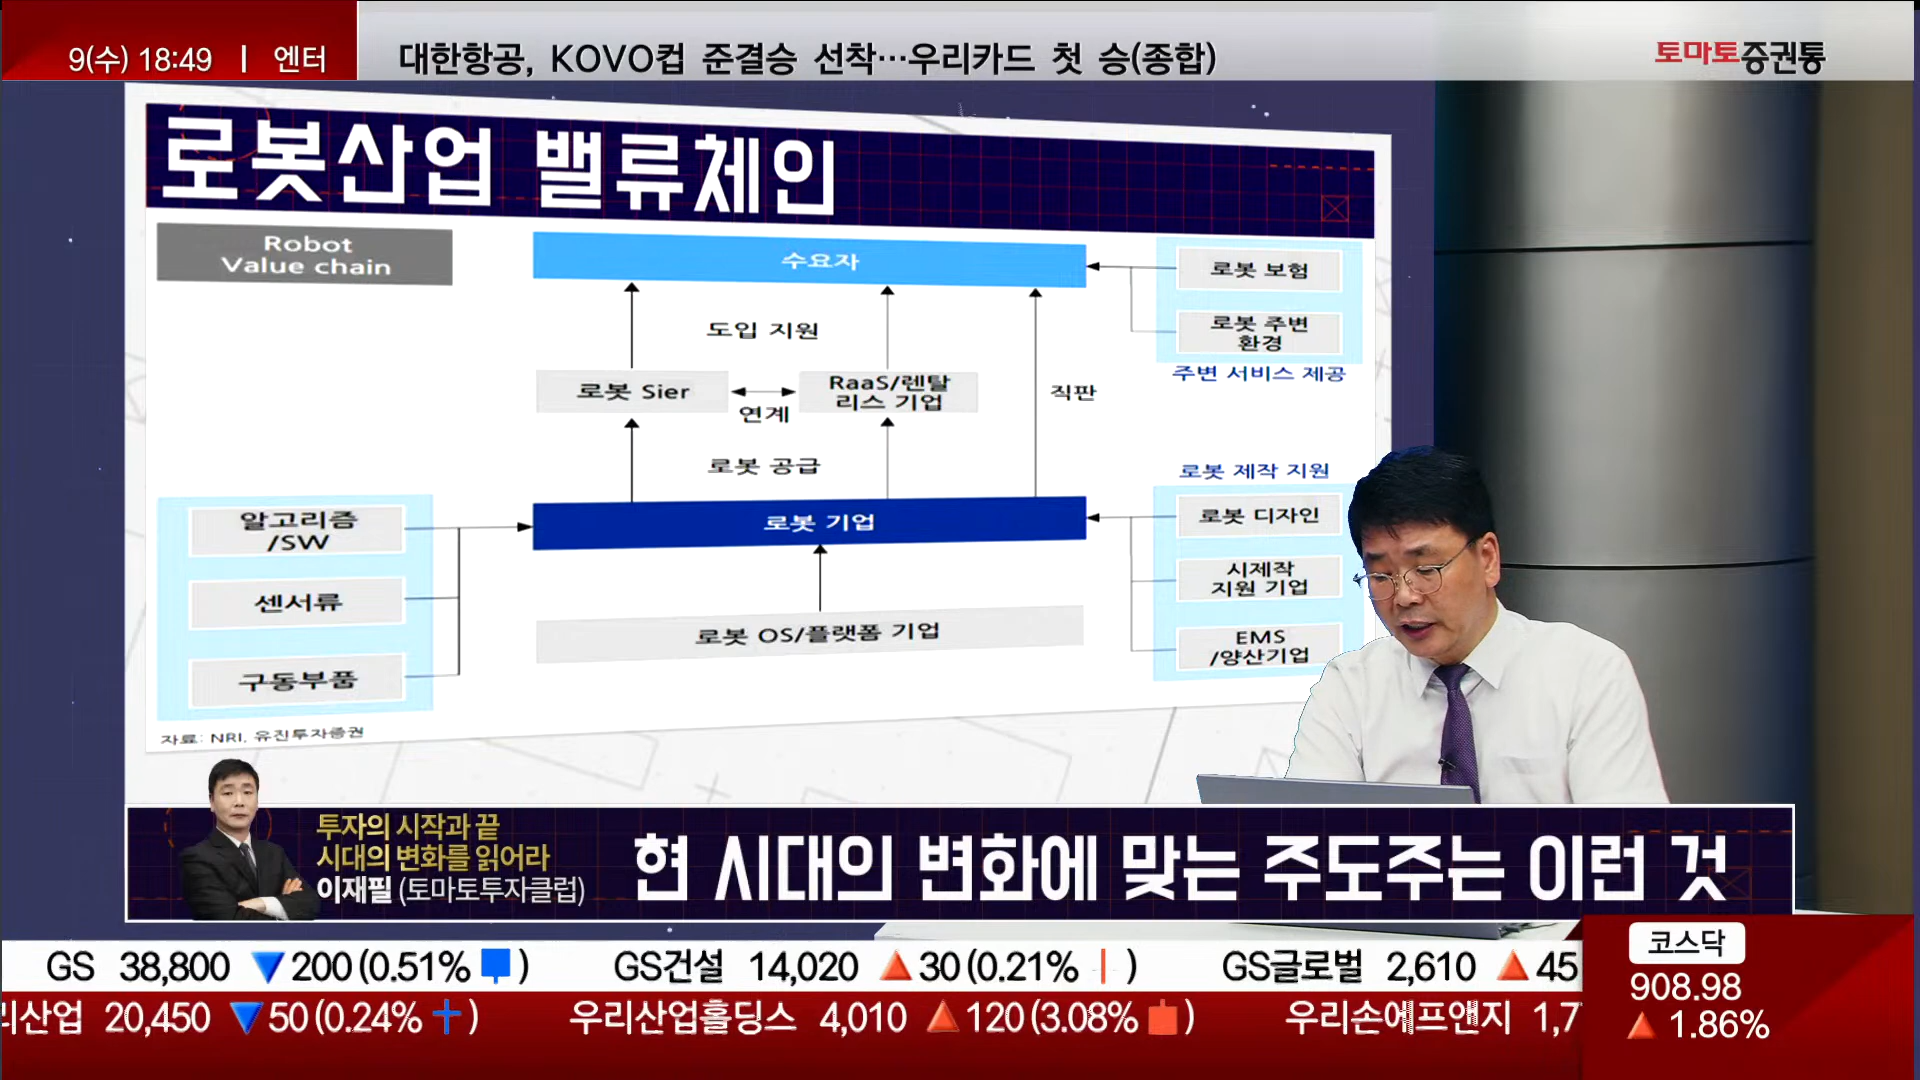 9(수) 18:49 | 엔터
대한항공, KOVO컵 준결승 선착…우리카드 첫 승(종합)
토마토증권통
로봇산업 밸류체인
Robot
Value chain
수요자
로봇 보험
로봇 주변
환경
주변 서비스 제공
도입 지원
로봇 Sier
연계
RaaS/렌탈
리스 기업
직판
로봇 공급
로봇 제작 지원
알고리즘
/SW
센서류
구동부품
로봇 기업
로봇 디자인
시제작
지원 기업
EMS
/양산기업
로봇 OS/플랫폼 기업
자료: NRI, 유진투자증권
투자의 시작과 끝
시대의 변화를 읽어라
이재필 (토마토투자클럽)
현 시대의 변화에 맞는 주도주는 이런 것
GS 38,800 ▼200(0.51% ) GS건설 14,020 ▲30(0.21% ) GS글로벌 2,610 ▲45
리산업 20,450 ▼50(0.24% ) 우리산업홀딩스 4,010 ▲120(3.08% ) 우리손에프앤지 1,7
코스닥
908.98
▲ 1.86%